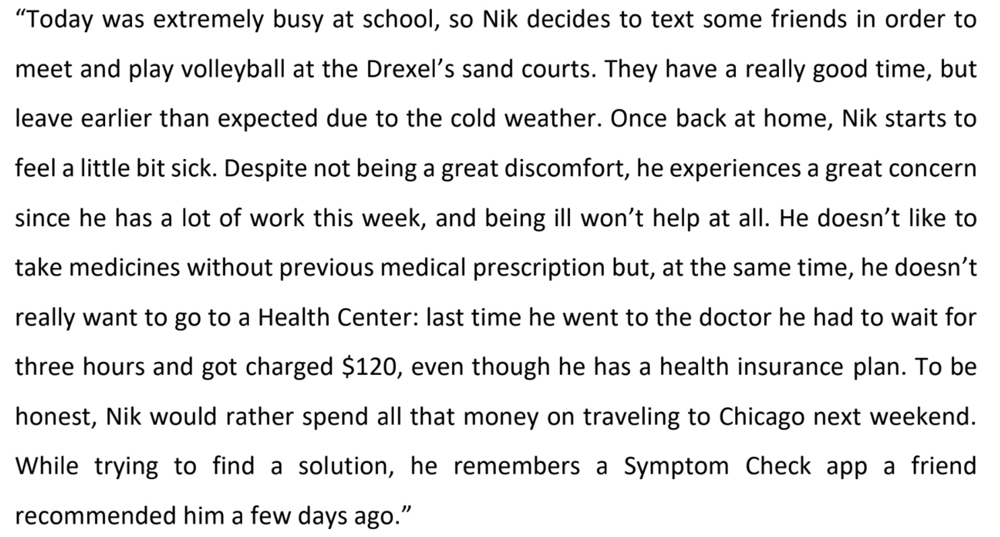 “Today was extremely busy at school, so Nik decides to text some friends in order to
meet and play volleyball at the Drexel’s sand courts. They have a really good time, but
leave earlier than expected due to the cold weather. Once back at home, Nik starts to
feel a little bit sick. Despite not being a great discomfort, he experiences a great concern
since he has a lot of work this week, and being ill won’t help at all. He doesn’t like to
take medicines without previous medical prescription but, at the same time, he doesn’t
really want to go to a Health Center: last time he went to the doctor he had to wait for
three hours and got charged $120, even though he has a health insurance plan. To be
honest, Nik would rather spend all that money on traveling to Chicago next weekend.
While trying to find a solution, he remembers a Symptom Check app a friend
recommended him a few days ago.”